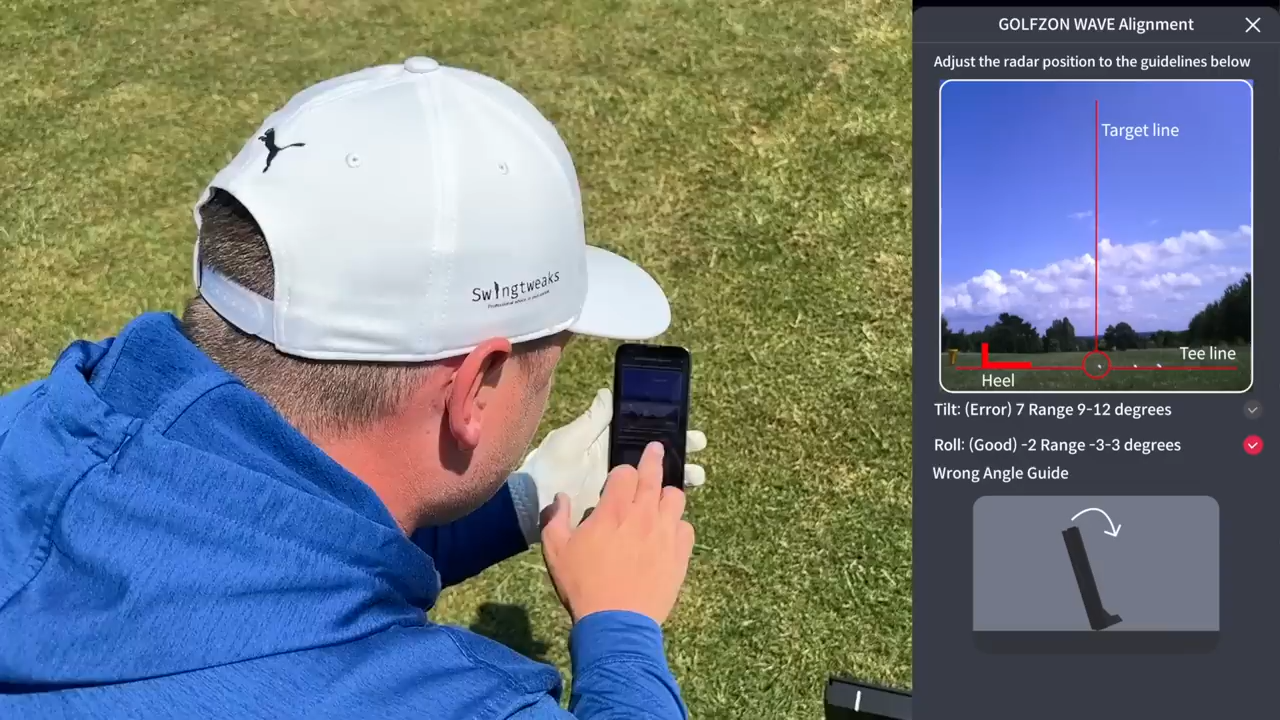 Swingtweaks
GOLFZON WAVE Alignment
Adjust the radar position to the guidelines below
Target line
Tee line
Heel
Tilt: (Error) 7 Range 9-12 degrees
Roll: (Good) -2 Range -3-3 degrees
Wrong Angle Guide